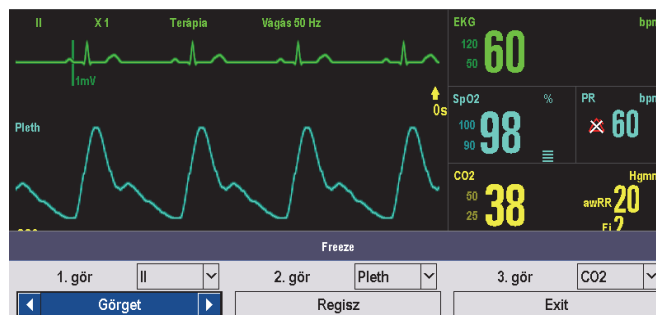 II X 1 Terápia Vágás 50 Hz
1mV
0s
Pleth
EKG bpm
120
50
60
SpO2 %
100
90
98
PR bpm
60
CO2 Hgmm
50
25
38
awRR 20
Fi 2
Freeze
1. gör II 2. gör Pleth 3. gör CO2
Görget Regisz Exit